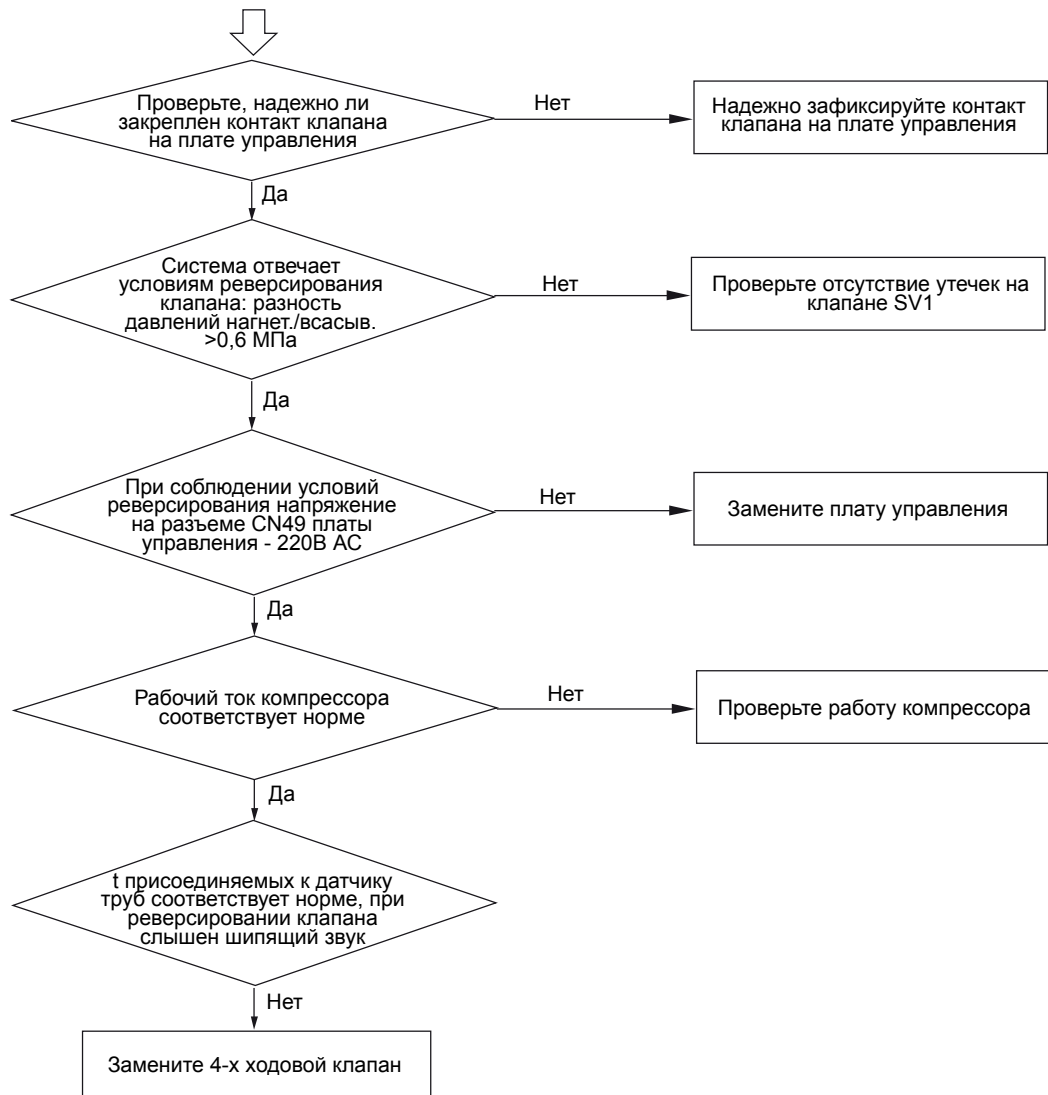 Проверьте, надежно ли
закреплен контакт клапана
на плате управления
Нет
Надежно зафиксируйте контакт
клапана на плате управления
Да
Система отвечает
условиям реверсирования
клапана: разность
давлений нагнет./всасыв.
>0,6 МПа
Нет
Проверьте отсутствие утечек на
клапане SV1
Да
При соблюдении условий
реверсирования напряжение
на разъеме CN49 платы
управления - 220В АС
Нет
Замените плату управления
Да
Рабочий ток компрессора
соответствует норме
Нет
Проверьте работу компрессора
Да
t присоединяемых к датчику
труб соответствует норме, при
реверсировании клапана
слышен шипящий звук
Нет
Замените 4-х ходовой клапан